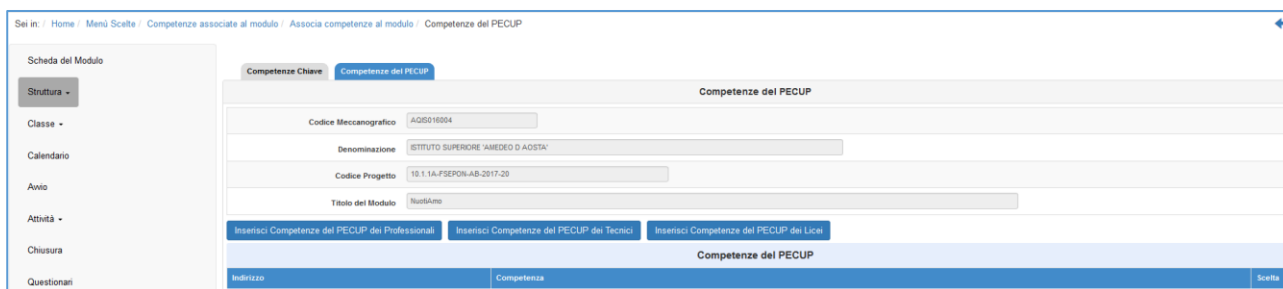 Sei in: / Home / Menù Scelte / Competenze associate al modulo / Associa competenze al modulo / Competenze del PECUP
Scheda del Modulo
Struttura
Classe
Calendario
Avvio
Attività
Chiusura
Questionari
Competenze Chiave
Competenze del PECUP
Competenze del PECUP
Codice Meccanografico AQIS016004
Denominazione ISTITUTO SUPERIORE 'AMEDEO D AOSTA'
Codice Progetto 10.1.1A-FSEPON-AB-2017-20
Titolo del Modulo NuotiAmo
Inserisci Competenze del PECUP dei Professionali
Inserisci Competenze del PECUP dei Tecnici
Inserisci Competenze del PECUP dei Licei
Competenze del PECUP
Indirizzo Competenza Scelta